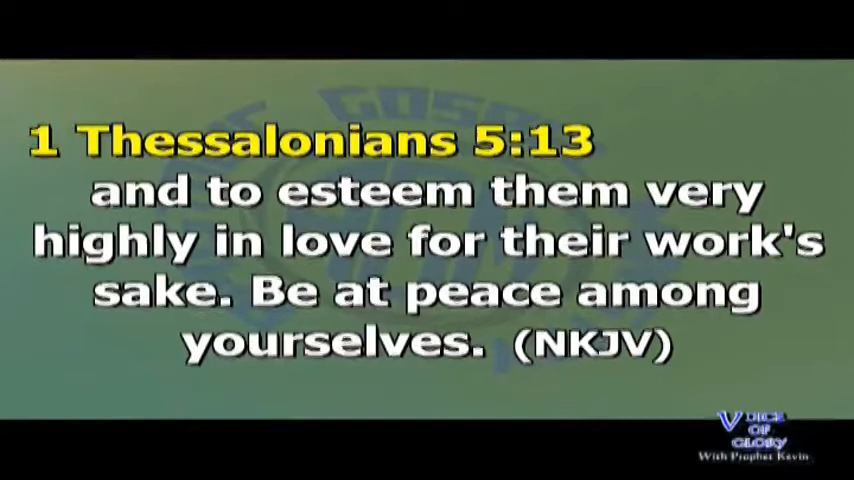 1 Thessalonians 5:13
and to esteem them very
highly in love for their work's
sake. Be at peace among
yourselves. (NKJV)
VOICE
OF
GLORY
With Prophet Kevin